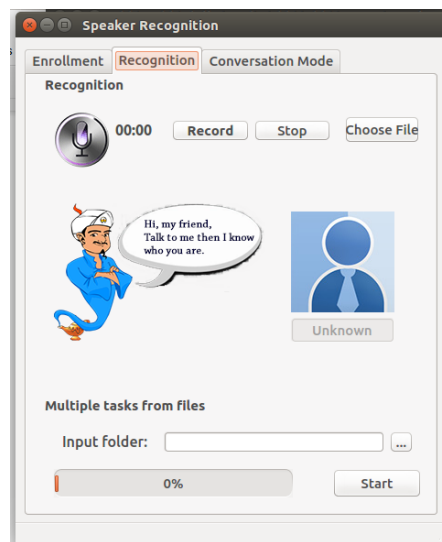 Speaker Recognition
s
Enrollment Recognition Conversation Mode
Recognition
00:00 Record Stop Choose File
Hi, my friend,
Talk to me then I know
who you are.
Unknown
Multiple tasks from files
Input folder: ...
0% Start